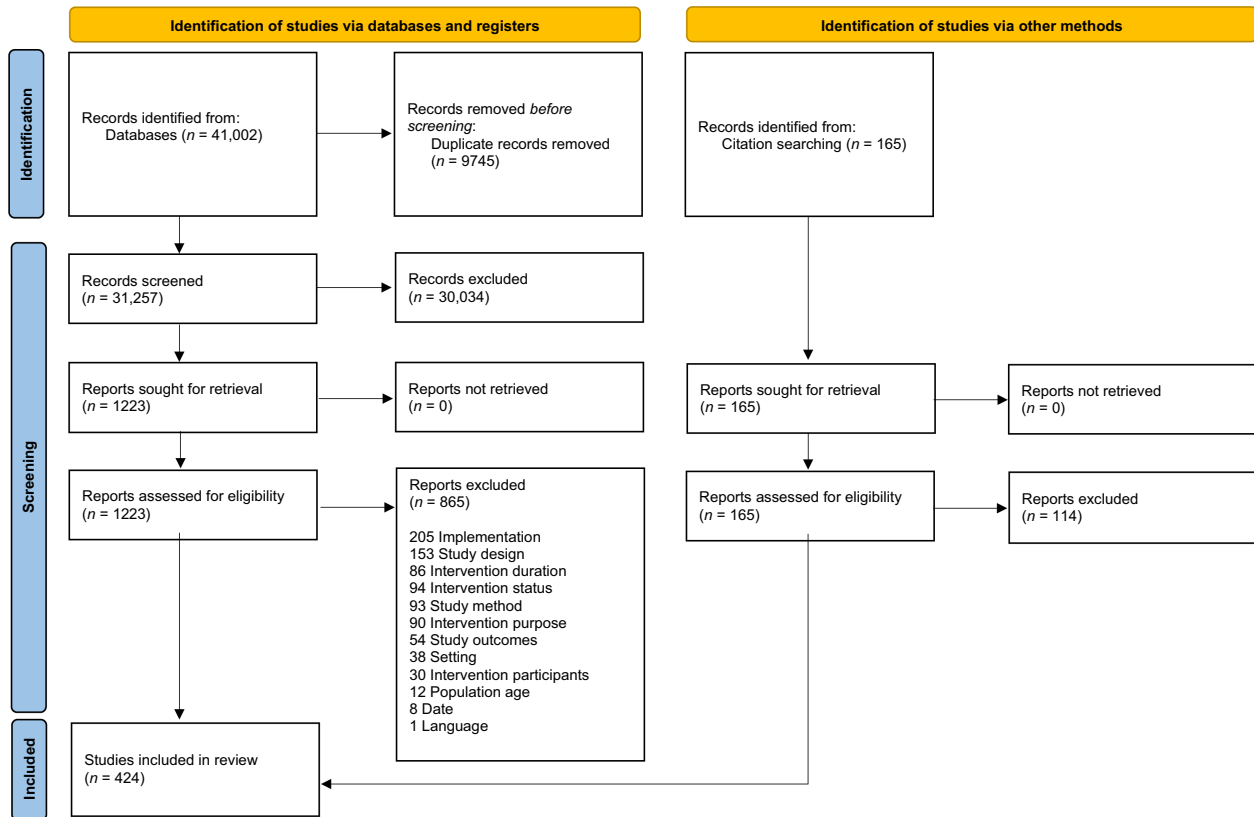 Identification of studies via databases and registers
Identification of studies via other methods
Identification
Records identified from:
Databases (n = 41,002)
Records removed before
screening:
Duplicate records removed
(n = 9745)
Records identified from:
Citation searching (n = 165)
Screening
Records screened
(n = 31,257)
Records excluded
(n = 30,034)
Reports sought for retrieval
(n = 1223)
Reports not retrieved
(n = 0)
Reports sought for retrieval
(n = 165)
Reports not retrieved
(n = 0)
Reports assessed for eligibility
(n = 1223)
Reports excluded
(n = 865)
205 Implementation
153 Study design
86 Intervention duration
94 Intervention status
93 Study method
90 Intervention purpose
54 Study outcomes
38 Setting
30 Intervention participants
12 Population age
8 Date
1 Language
Reports assessed for eligibility
(n = 165)
Reports excluded
(n = 114)
Included
Studies included in review
(n = 424)